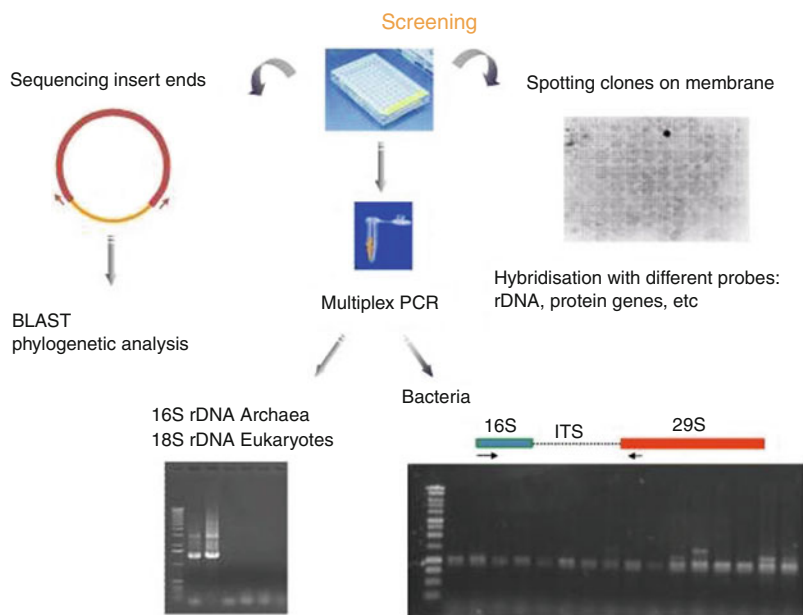 Screening
Sequencing insert ends
Spotting clones on membrane
Hybridisation with different probes:
rDNA, protein genes, etc
Multiplex PCR
BLAST
phylogenetic analysis
Bacteria
16S rDNA Archaea
18S rDNA Eukaryotes
16S
ITS
29S